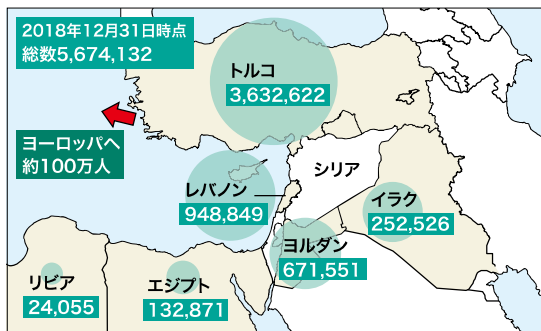 2018年12月31日時点
総数5,674,132
トルコ
3,632,622
ヨーロッパへ
約100万人
シリア
レバノン
948,849
イラク
252,526
ヨルダン
671,551
リビア
24,055
エジプト
132,871